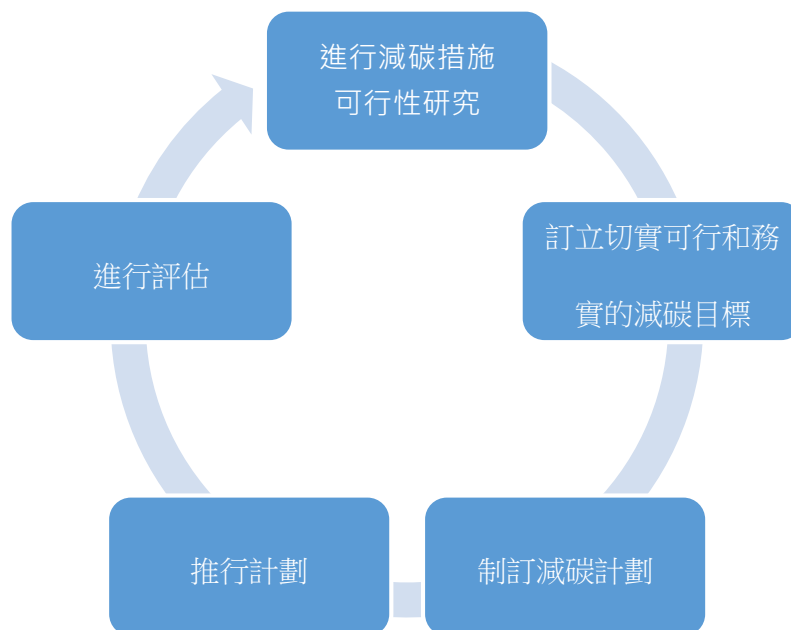 進行減碳措施
可行性研究
訂立切實可行和務
實的減碳目標
制訂減碳計劃
推行計劃
進行評估